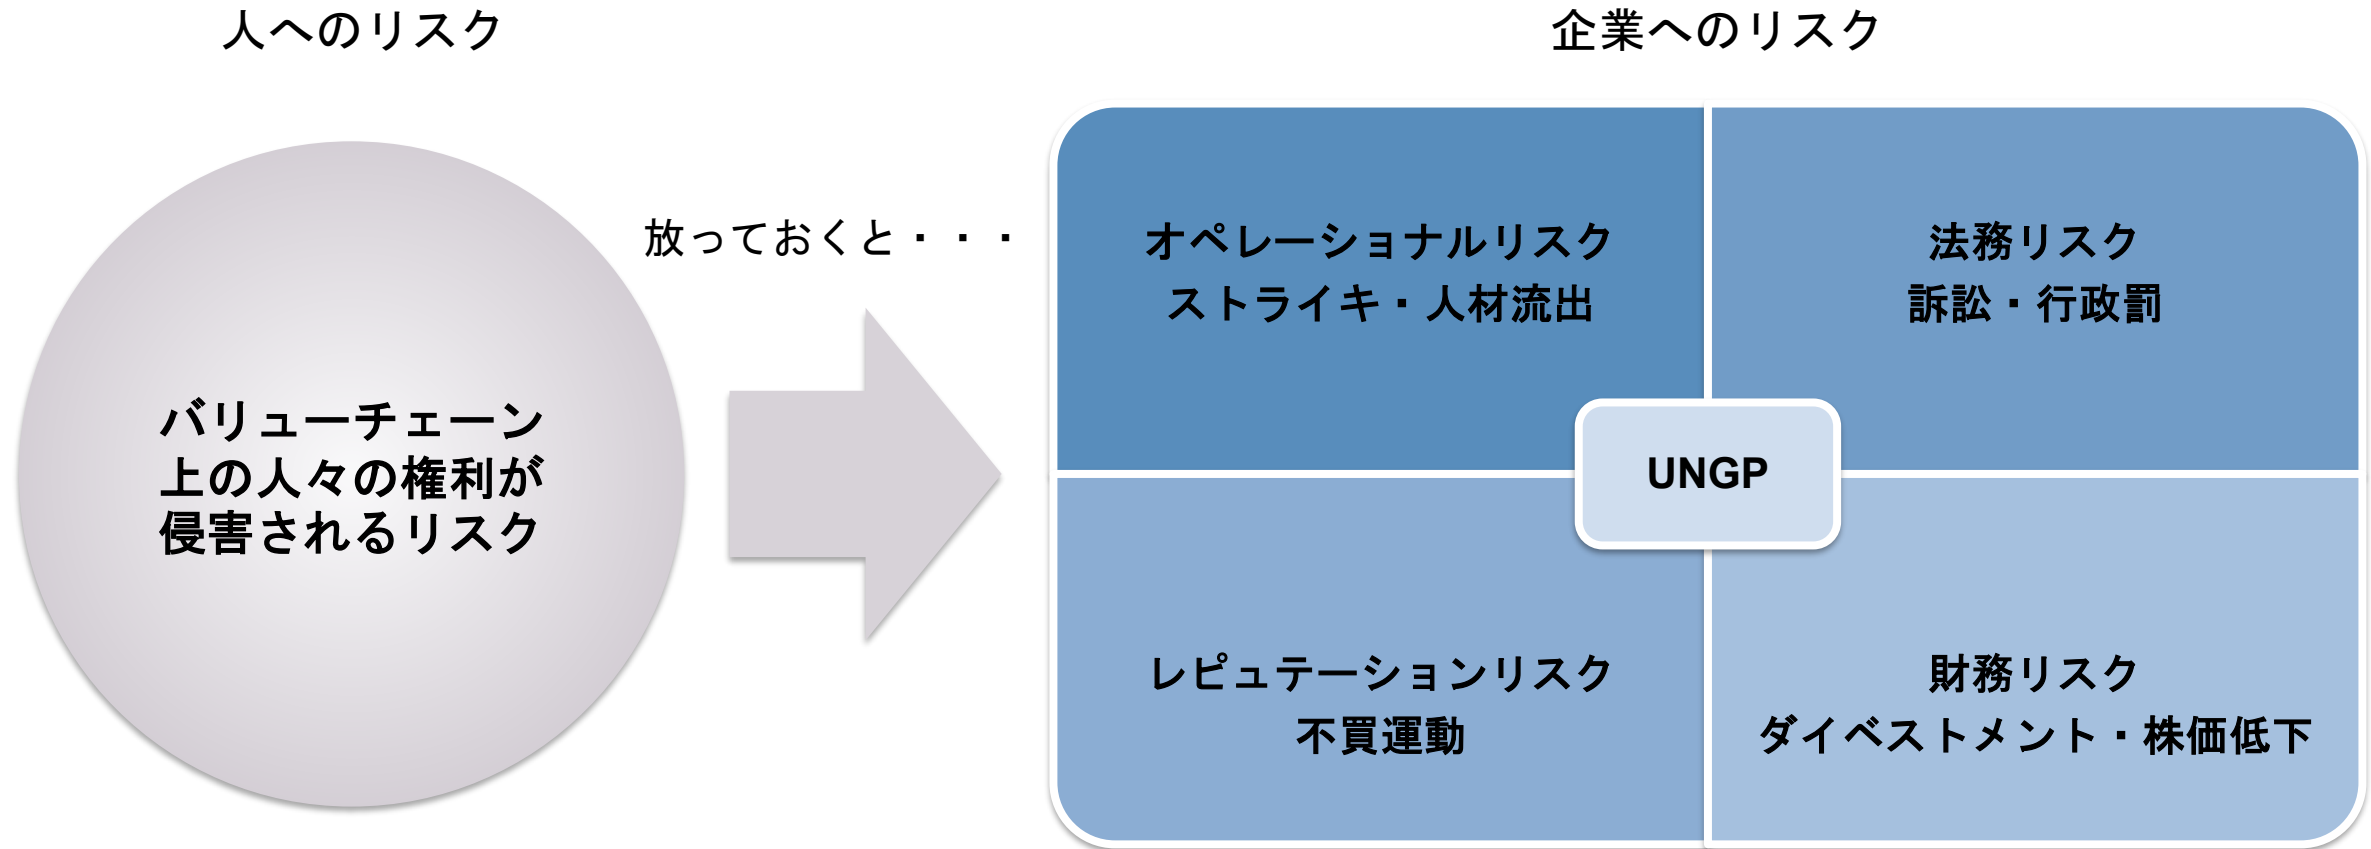 人へのリスク
企業へのリスク
バリューチェーン
上の人々の権利が
侵害されるリスク
放っておくと・・・
オペレーショナルリスク
ストライキ・人材流出
法務リスク
訴訟・行政罰
UNGP
レピュテーションリスク
不買運動
財務リスク
ダイベストメント・株価低下